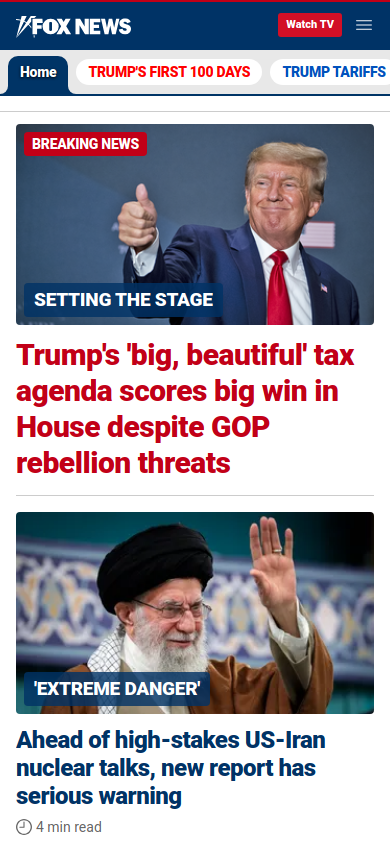 FOX NEWS
Watch TV
Home
TRUMP'S FIRST 100 DAYS
TRUMP TARIFFS
BREAKING NEWS
SETTING THE STAGE
Trump's 'big, beautiful' tax
agenda scores big win in
House despite GOP
rebellion threats
'EXTREME DANGER'
Ahead of high-stakes US-Iran
nuclear talks, new report has
serious warning
4 min read